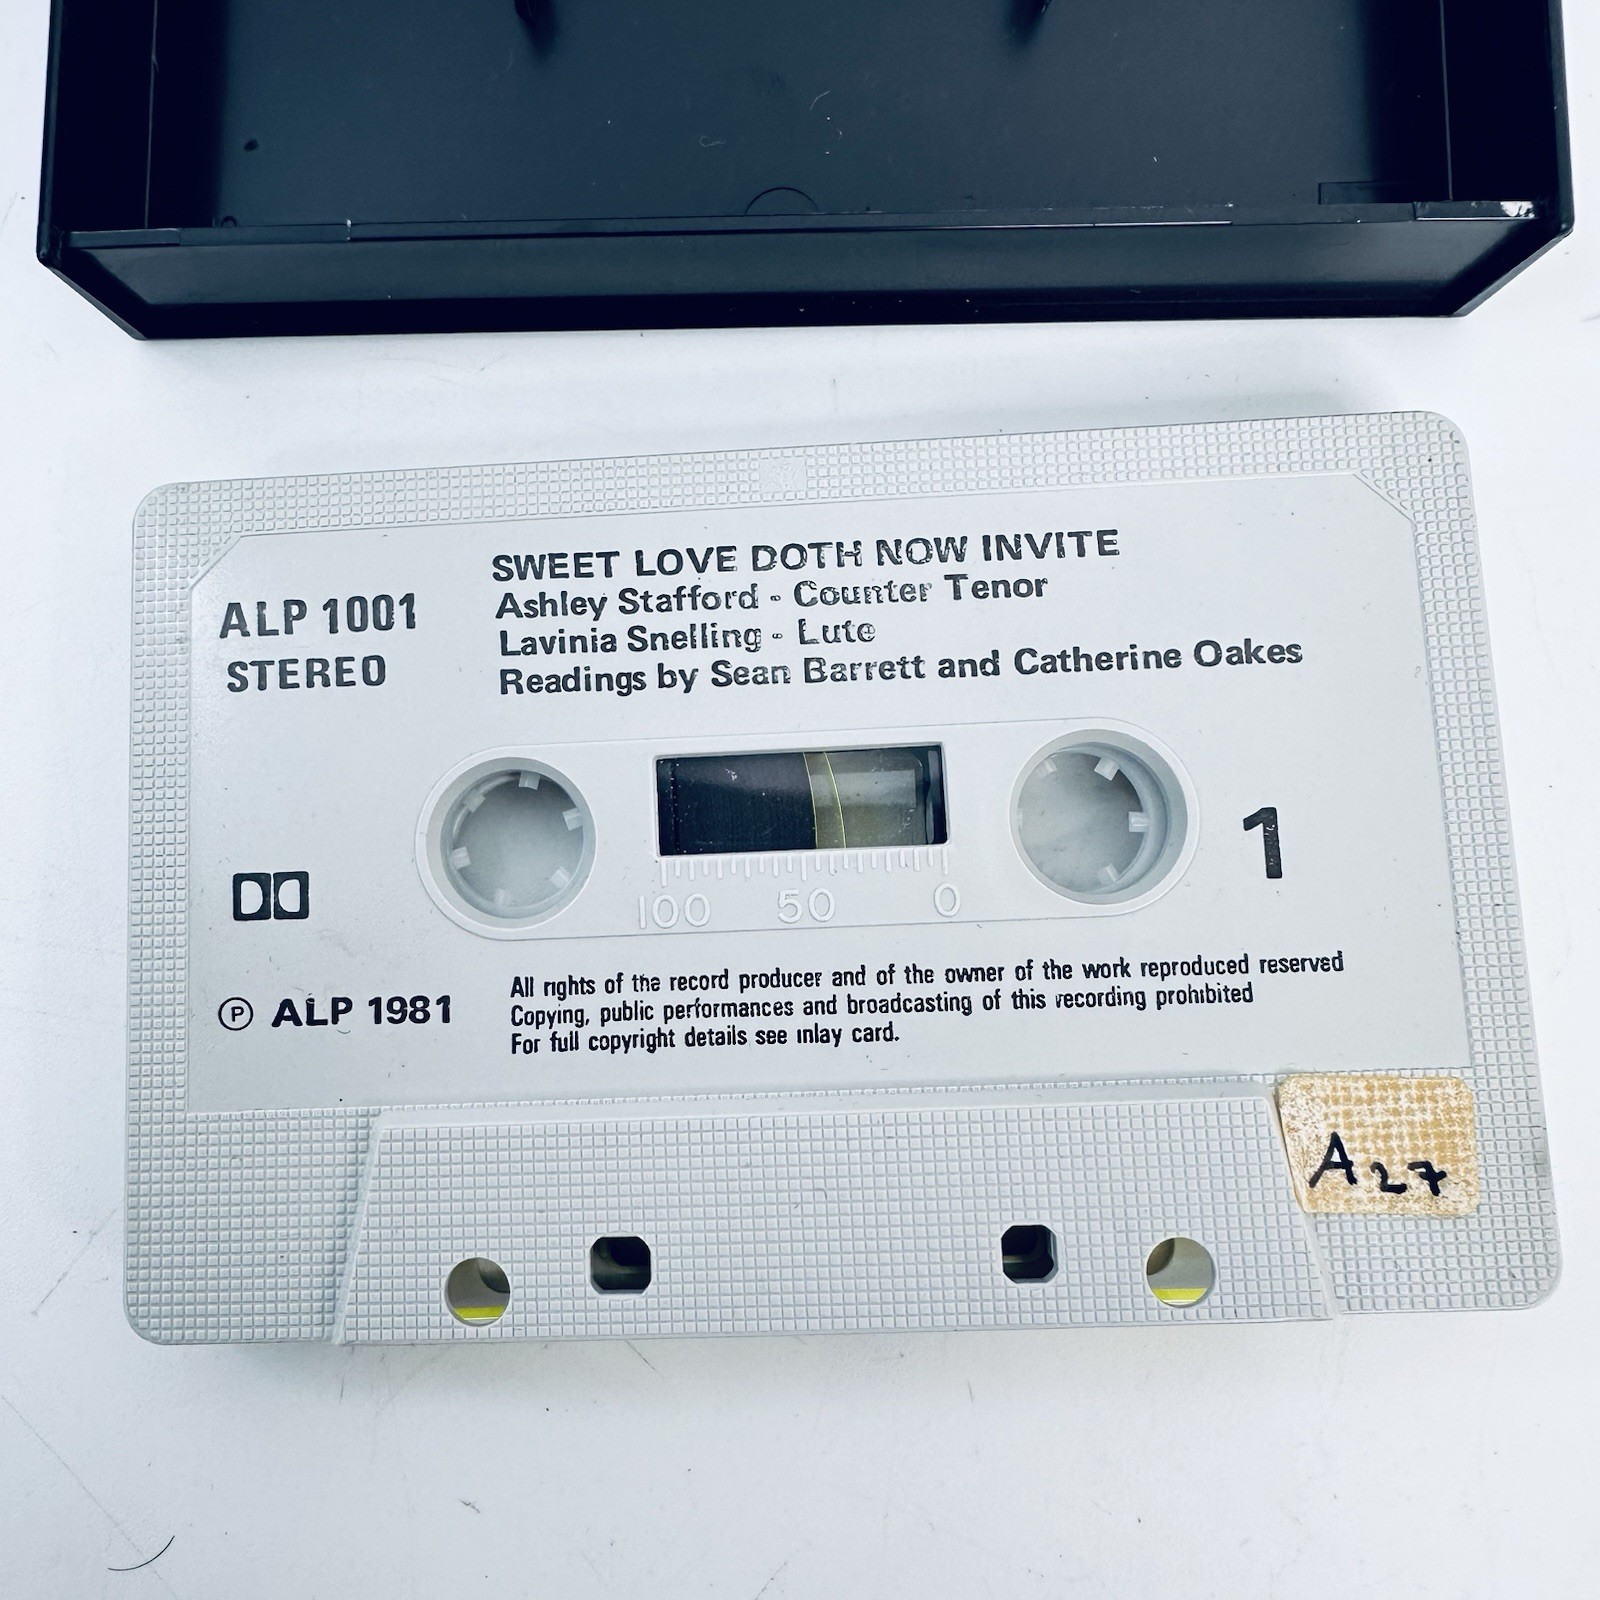 SWEET LOVE DOTH NOW INVITE
Ashley Stafford - Counter Tenor
Lavinia Snelling - Lute
Readings by Sean Barrett and Catherine Oakes
ALP 1001
STEREO
1
100 50 0
℗ ALP 1981
All rights of the record producer and of the owner of the work reproduced reserved
Copying, public performances and broadcasting of this recording prohibited
For full copyright details see inlay card.
A27